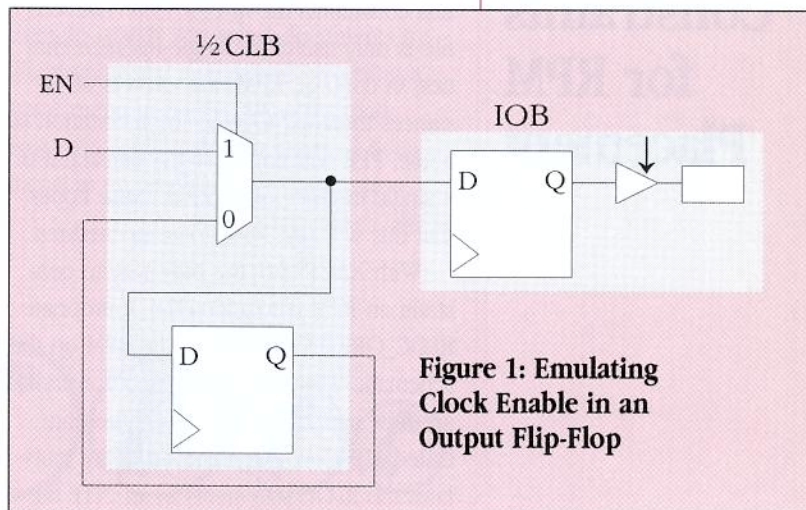 ½ CLB
EN
D
1
0
D
Q
IOB
D
Q
Figure 1: Emulating
Clock Enable in an
Output Flip-Flop